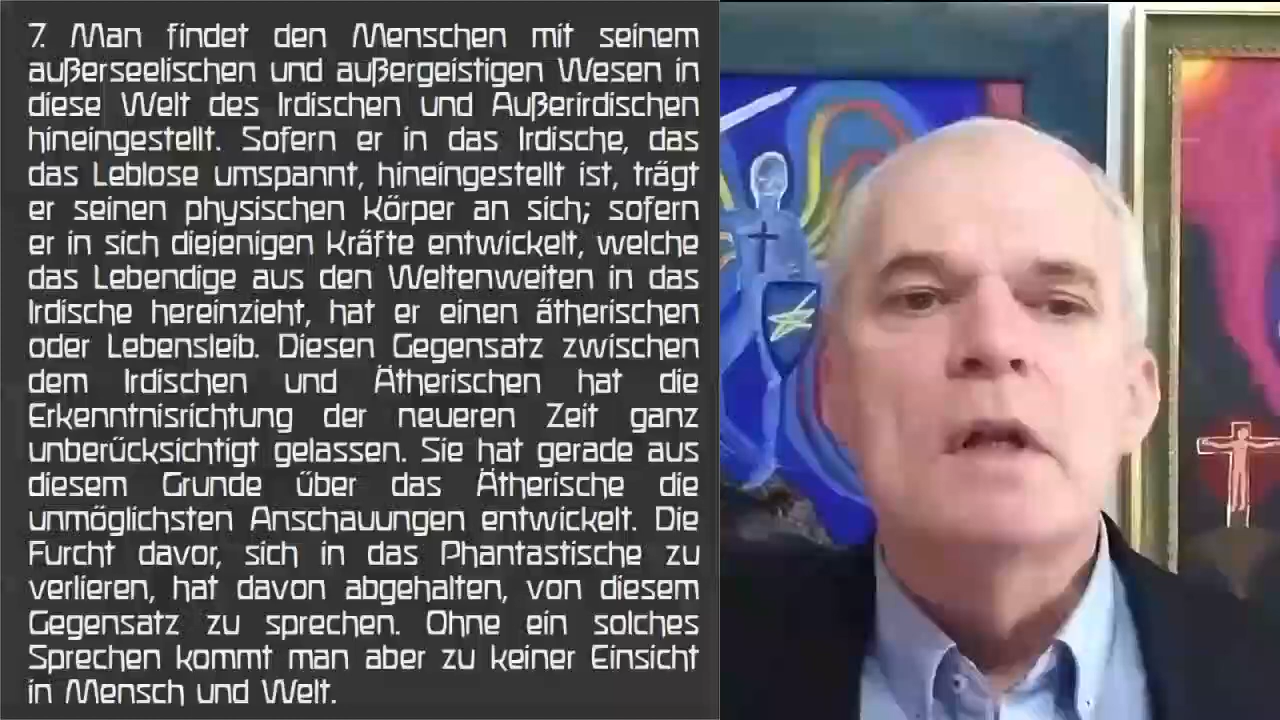 7. Man findet den Menschen mit seinem
außerseelischen und außergeistigen Wesen in
diese Welt des Irdischen und Außerirdischen
hineingestellt. Sofern er in das Irdische, das
das Leblose umspannt, hineingestellt ist, trägt
er seinen physischen Körper an sich; sofern
er in sich diejenigen Kräfte entwickelt, welche
das Lebendige aus den Weltenweiten in das
Irdische hereinzieht, hat er einen ätherischen
oder Lebensleib. Diesen Gegensatz zwischen
dem Irdischen und Ätherischen hat die
Erkenntnisrichtung der neueren Zeit ganz
unberücksichtigt gelassen. Sie hat gerade aus
diesem Grunde über das Ätherische die
unmöglichsten Anschauungen entwickelt. Die
Furcht davor, sich in das Phantastische zu
verlieren, hat davon abgehalten, von diesem
Gegensatz zu sprechen. Ohne ein solches
Sprechen kommt man aber zu keiner Einsicht
in Mensch und Welt.